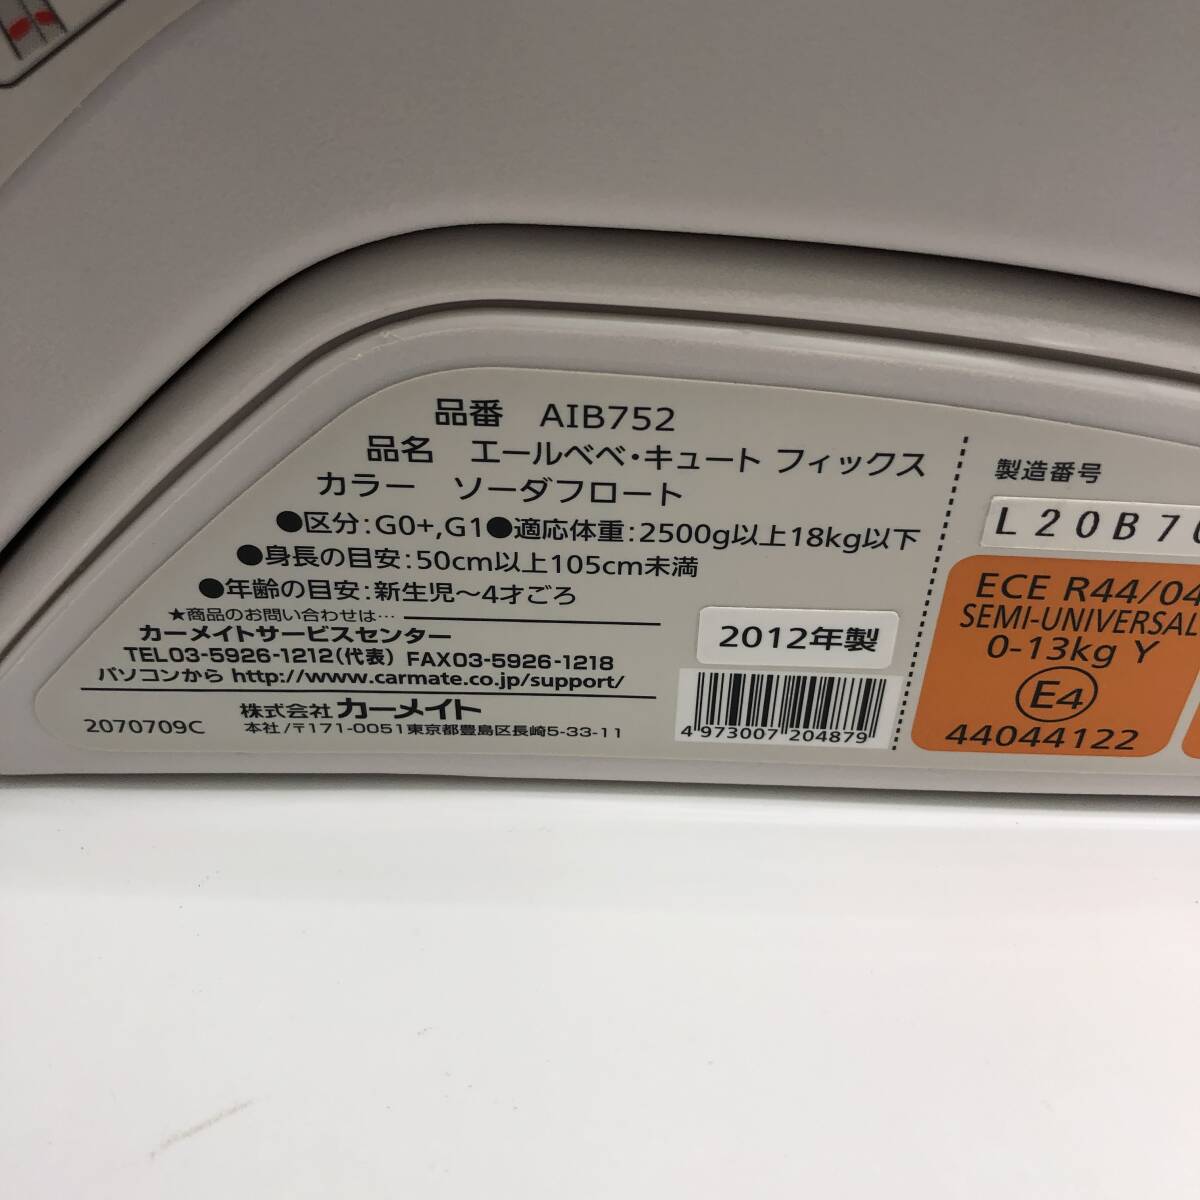 品番 AIB752
品名 エールベベ・キュート フィックス
カラー ソーダフロート
●区分:G0+,G1●適応体重:2500g以上18kg以下
●身長の目安:50cm以上105cm未満
●年齢の目安:新生児〜4才ごろ
★商品のお問い合わせは…
カーメイトサービスセンター
TEL03-5926-1212(代表) FAX03-5926-1218
パソコンから http://www.carmate.co.jp/support/
2070709C
株式会社 カーメイト
本社/〒171-0051東京都豊島区長崎5-33-11
2012年製
4 973007 204879
製造番号
L20B70
ECE R44/04
SEMI-UNIVERSAL
0-13kg Y
E4
44044122